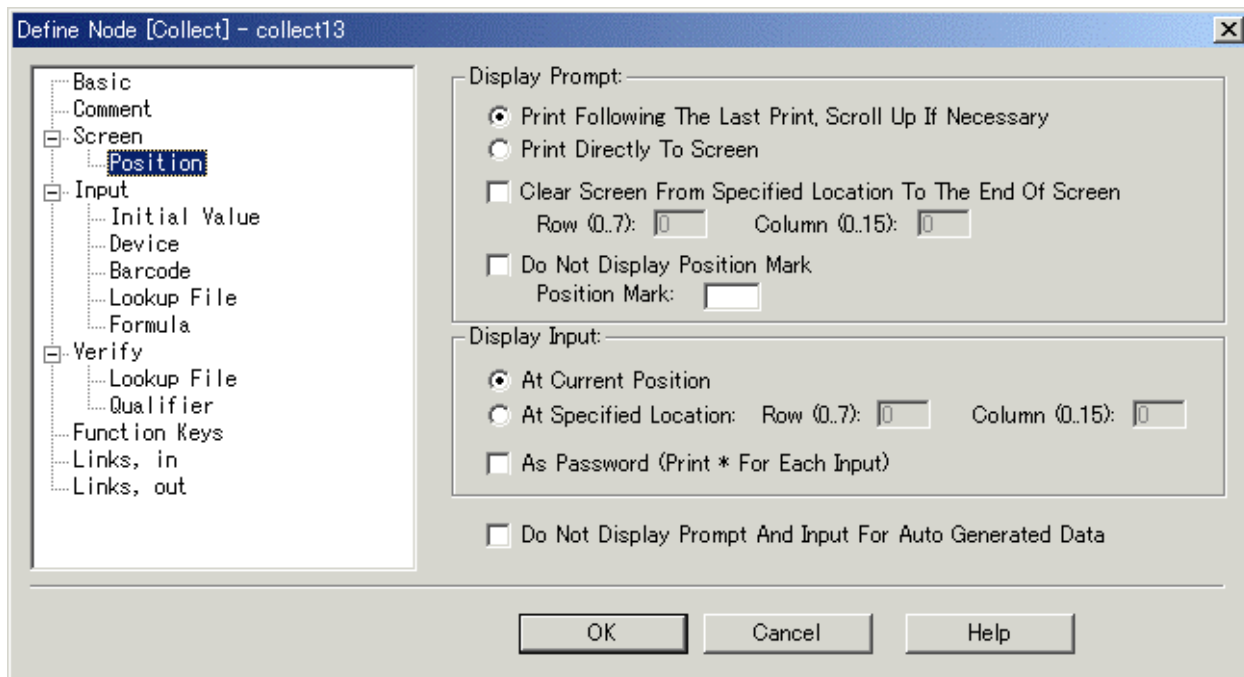 Define Node [Collect] - collect13
Basic
Comment
Screen
Position
Input
Initial Value
Device
Barcode
Lookup File
Formula
Verify
Lookup File
Qualifier
Function Keys
Links, in
Links, out
Display Prompt:
Print Following The Last Print, Scroll Up If Necessary
Print Directly To Screen
Clear Screen From Specified Location To The End Of Screen
Row (0..7): 0 Column (0..15): 0
Do Not Display Position Mark
Position Mark:
Display Input:
At Current Position
At Specified Location: Row (0..7): 0 Column (0..15): 0
As Password (Print * For Each Input)
Do Not Display Prompt And Input For Auto Generated Data
OK Cancel Help